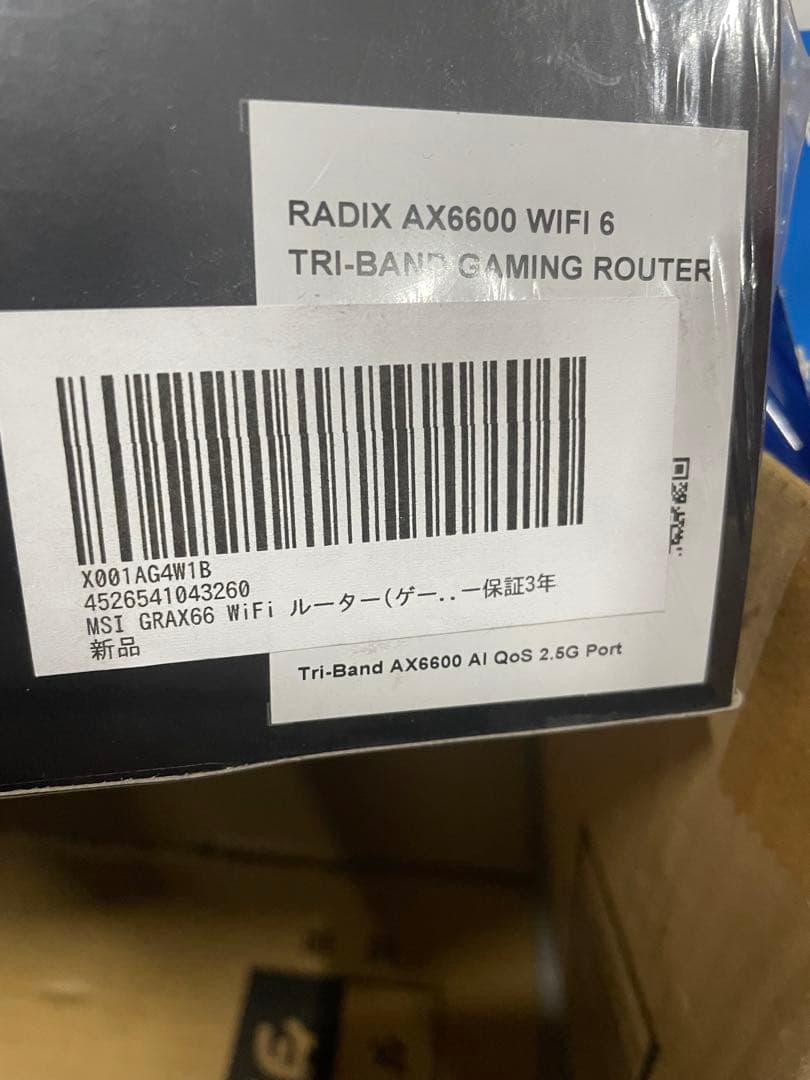 RADIX AX6600 WIFI 6
TRI-BAND GAMING ROUTER
X001AG4W1B
4526541043260
MSI GRAX66 WiFi ルーター(ゲー..ー保証3年
新品
Tri-Band AX6600 AI QoS 2.5G Port